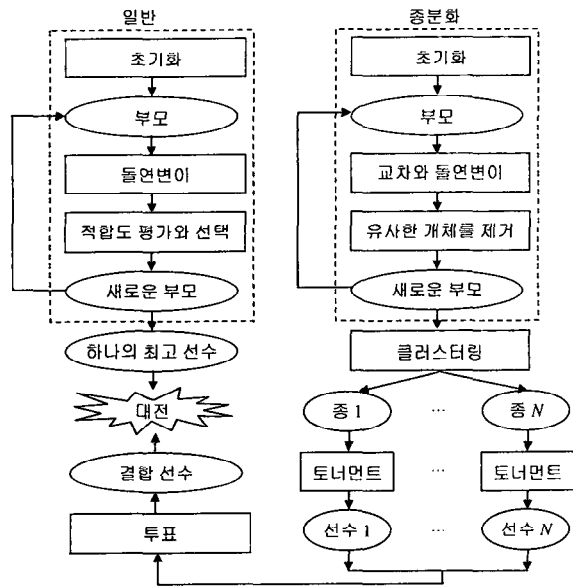 일반
초기화
부모
돌연변이
적합도 평가와 선택
새로운 부모
하나의 최고 선수
대전
결합 선수
투표
종분화
초기화
부모
교차와 돌연변이
유사한 개체를 제거
새로운 부모
클러스터링
종 1 ... 종 N
토너먼트 ... 토너먼트
선수 1 ... 선수 N